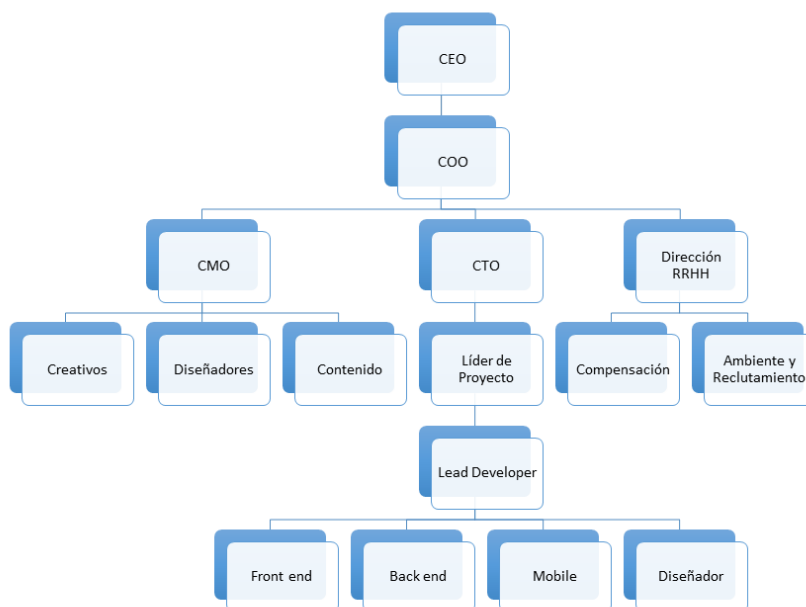 CEO
COO
CMO
CTO
Dirección
RRHH
Creativos
Diseñadores
Contenido
Líder de
Proyecto
Compensación
Ambiente y
Reclutamiento
Lead Developer
Front end
Back end
Mobile
Diseñador